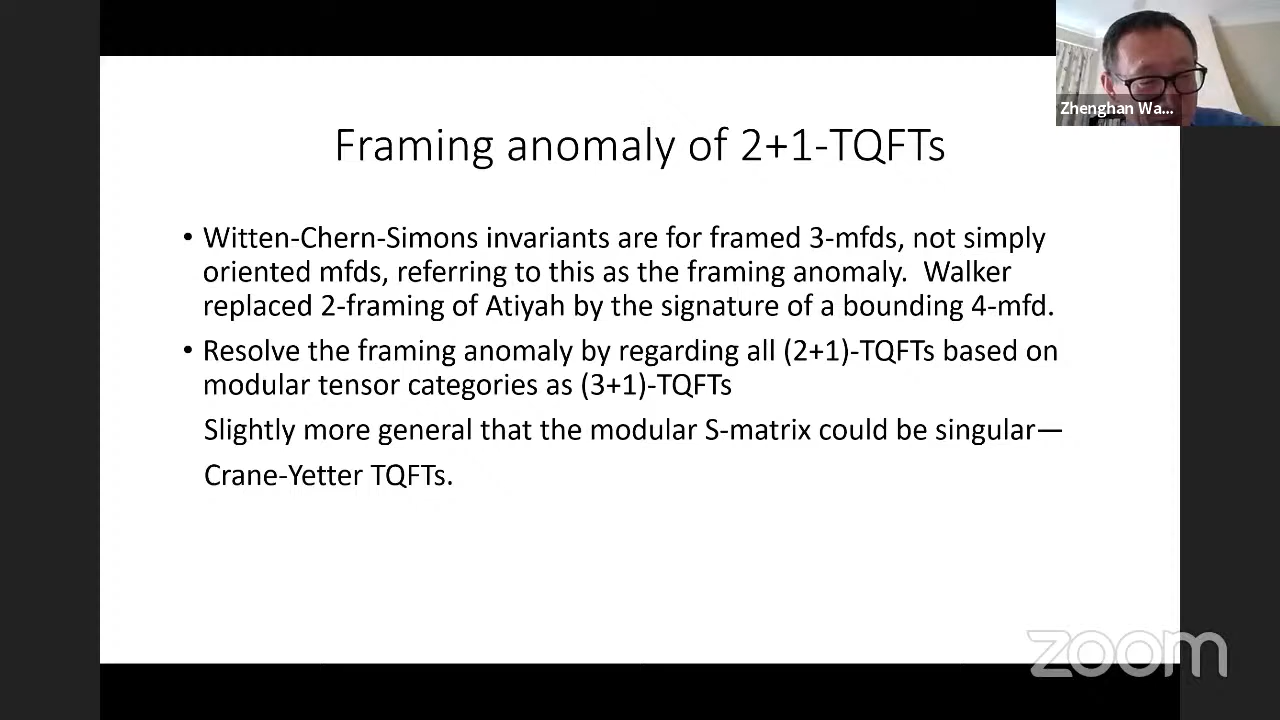 Zhenghan Wa...
Framing anomaly of 2+1-TQFTs
• Witten-Chern-Simons invariants are for framed 3-mfds, not simply
oriented mfds, referring to this as the framing anomaly.  Walker
replaced 2-framing of Atiyah by the signature of a bounding 4-mfd.
• Resolve the framing anomaly by regarding all (2+1)-TQFTs based on
modular tensor categories as (3+1)-TQFTs
Slightly more general that the modular S-matrix could be singular—
Crane-Yetter TQFTs.
zoom